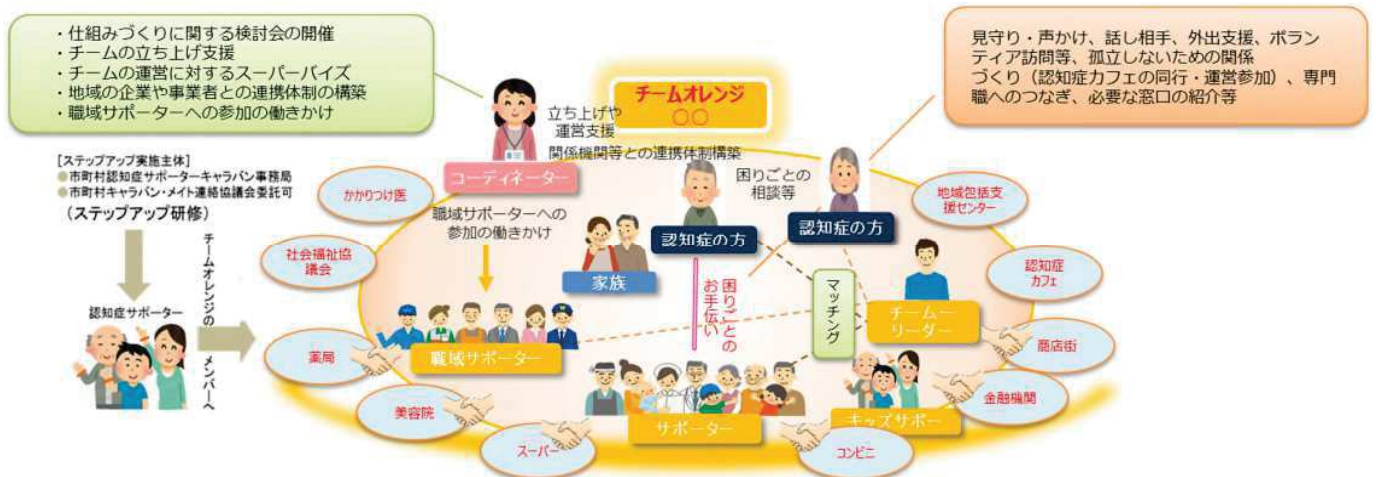 ・仕組みづくりに関する検討会の開催
・チームの立ち上げ支援
・チームの運営に対するスーパーバイズ
・地域の企業や事業者との連携体制の構築
・職域サポーターへの参加の働きかけ
見守り・声かけ、話し相手、外出支援、ボラン
ティア訪問等、孤立しないための関係
づくり（認知症カフェの同行・運営参加）、専門
職へのつなぎ、必要な窓口の紹介等
チームオレンジ
〇〇
立ち上げや
運営支援
関係機関等との連携体制構築
コーディネーター
[ステップアップ実施主体]
●市町村認知症サポーターキャラバン事務局
●市町村キャラバン・メイト連絡協議会委託可
（ステップアップ研修）
チームオレンジの
メンバーへ
認知症サポーター
かかりつけ医
社会福祉協
議会
薬局
美容院
スーパー
コンビニ
金融機関
商店街
認知症
カフェ
地域包括支
援センター
職域サポーターへの
参加の働きかけ
困りごとの
相談等
認知症の方
認知症の方
家族
困りごとの
お手伝い
マッチング
チームー
リーダー
職域サポーター
サポーター
キッズサポー